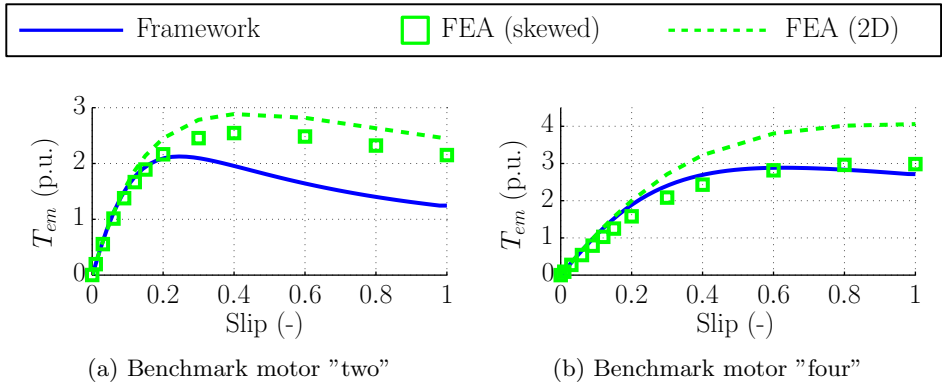 Framework FEA (skewed) FEA (2D)
3
2
1
0
0 0.2 0.4 0.6 0.8 1
T_em (p.u.)
Slip (-)
(a) Benchmark motor ”two”
4
3
2
1
0
0 0.2 0.4 0.6 0.8 1
T_em (p.u.)
Slip (-)
(b) Benchmark motor ”four”